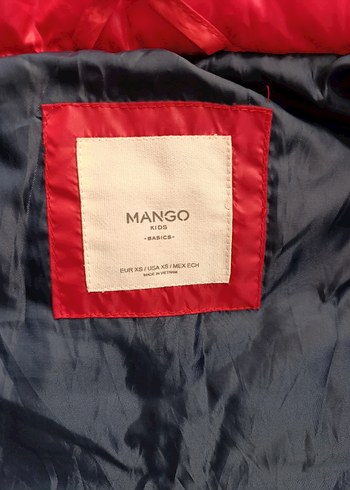 MANGO
KIDS
-BASICS-
EUR XS / USA XS / MEX ECH
MADE IN VIETNAM